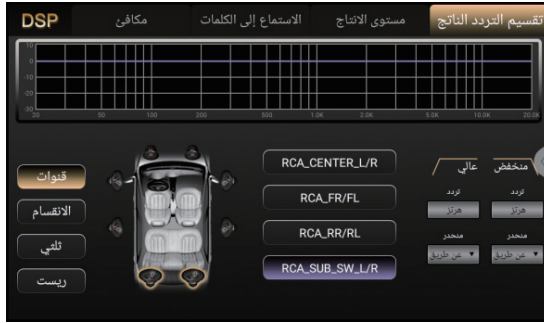 DSP
مكافئ
الاستماع إلى الكلمات
مستوى الانتاج
تقسيم التردد الناتج
10
0
-10
-20
-30
20 50 100 200 500 1.0K 2.0K 5.0K 10.0K 20.0K
قنوات
الانقسام
ثلثي
ريست
RCA_CENTER_L/R
RCA_FR/FL
RCA_RR/RL
RCA_SUB_SW_L/R
منخفض
عالي
تردد
تردد
هرتز
هرتز
منحدر
منحدر
عن طريق
عن طريق